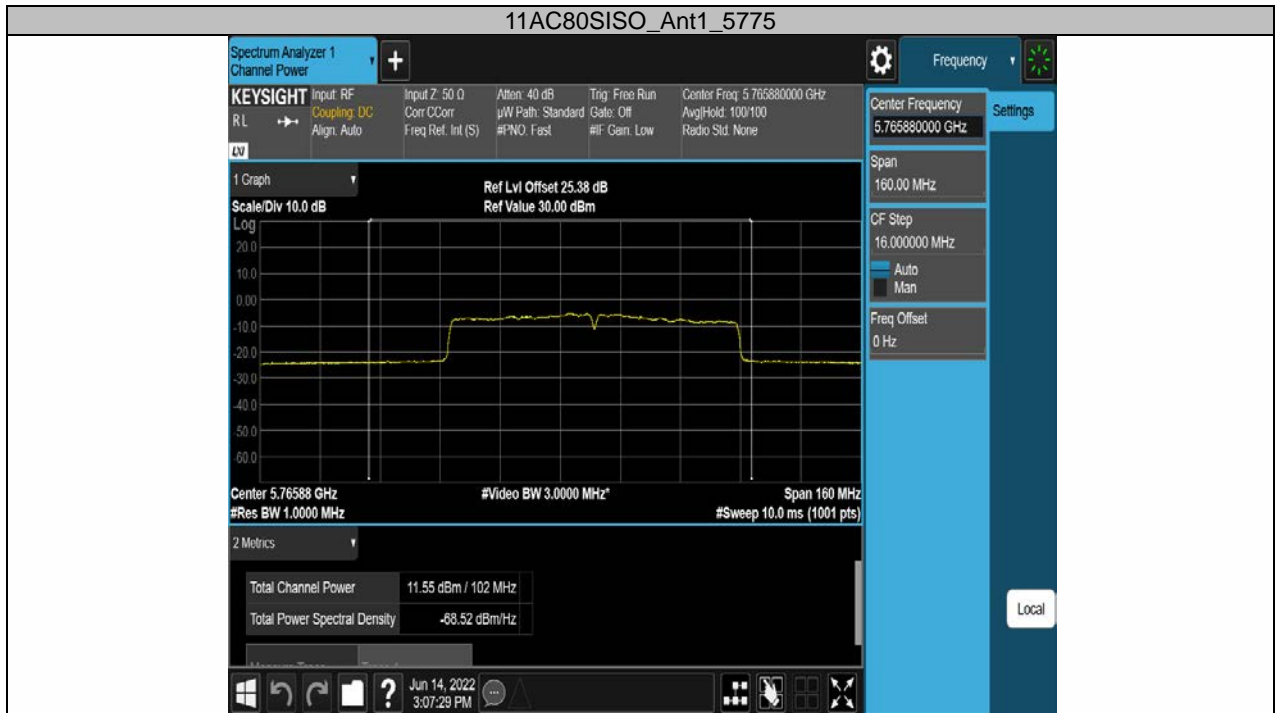 11AC80SISO_Ant1_5775
Spectrum Analyzer 1
Channel Power
+
Frequency
KEYSIGHT
RL
LXI
Input: RF
Coupling: DC
Align: Auto
Input Z: 50 Ω
Corr CCorr
Freq Ref: Int (S)
Atten: 40 dB
µW Path: Standard
#PNO: Fast
Trig: Free Run
Gate: Off
#IF Gain: Low
Center Freq: 5.765880000 GHz
Avg|Hold: 100/100
Radio Std: None
Center Frequency
5.765880000 GHz
Settings
Span
160.00 MHz
CF Step
16.000000 MHz
Auto
Man
Freq Offset
0 Hz
1 Graph
Scale/Div 10.0 dB
Ref Lvl Offset 25.38 dB
Ref Value 30.00 dBm
Log
20.0
10.0
0.00
-10.0
-20.0
-30.0
-40.0
-50.0
-60.0
Center 5.76588 GHz
#Video BW 3.0000 MHz*
Span 160 MHz
#Res BW 1.0000 MHz
#Sweep 10.0 ms (1001 pts)
2 Metrics
Total Channel Power 11.55 dBm / 102 MHz
Total Power Spectral Density -68.52 dBm/Hz
Local
?
Jun 14, 2022
3:07:29 PM